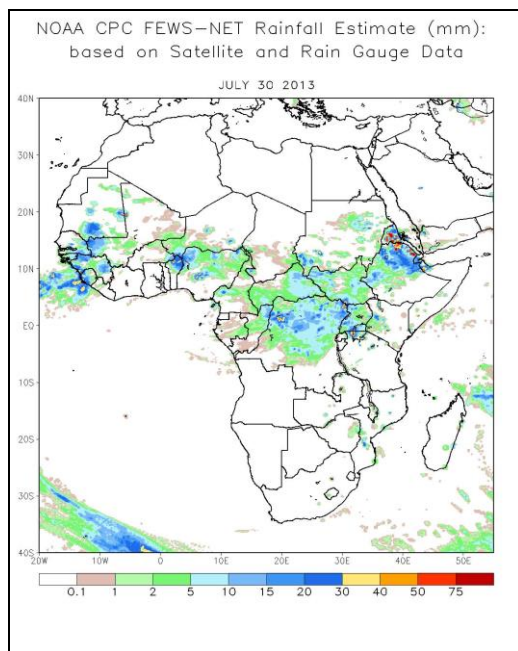 NOAA CPC FEWS-NET Rainfall Estimate (mm):
based on Satellite and Rain Gauge Data
JULY 30 2013
40N
30N
20N
10N
EQ
10S
20S
30S
40S
20W 10W 0 10E 20E 30E 40E 50E
0.1 1 2 5 10 15 20 30 40 50 75